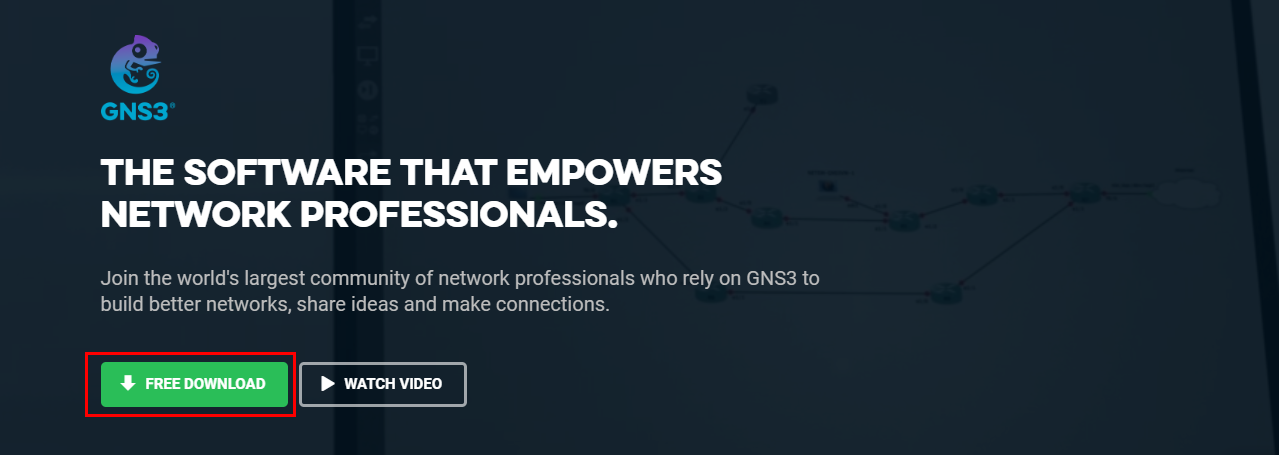 GNS3®
THE SOFTWARE THAT EMPOWERS
NETWORK PROFESSIONALS.
Join the world's largest community of network professionals who rely on GNS3 to
build better networks, share ideas and make connections.
FREE DOWNLOAD
WATCH VIDEO